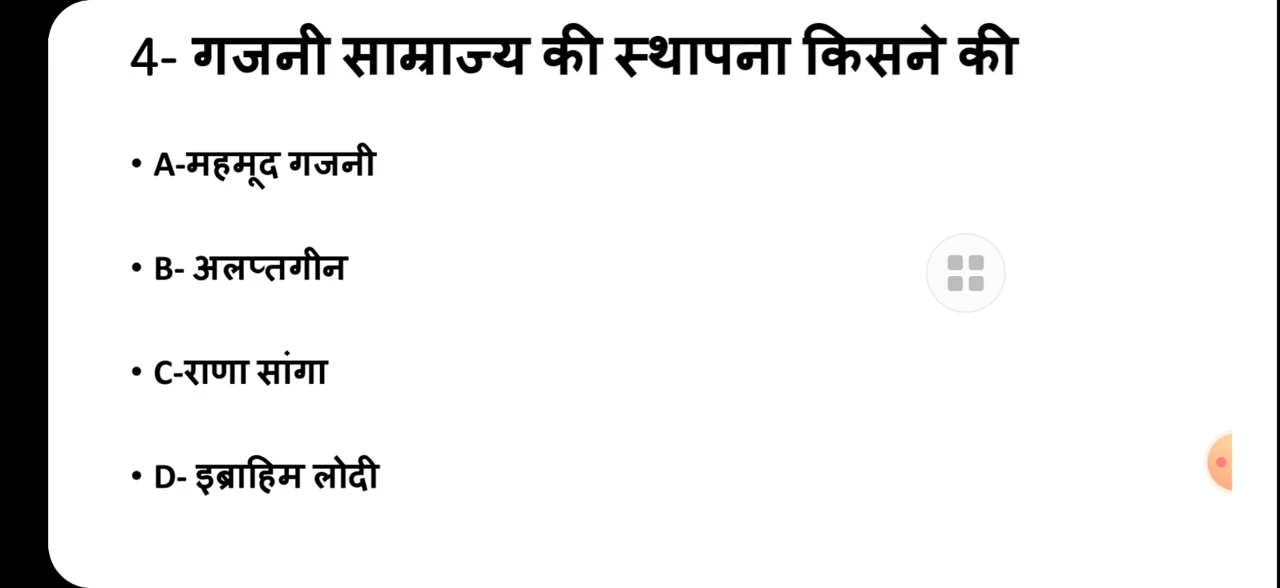 4- गजनी साम्राज्य की स्थापना किसने की
• A-महमूद गजनी
• B- अलप्तगीन
• C-राणा सांगा
• D- इब्राहिम लोदी